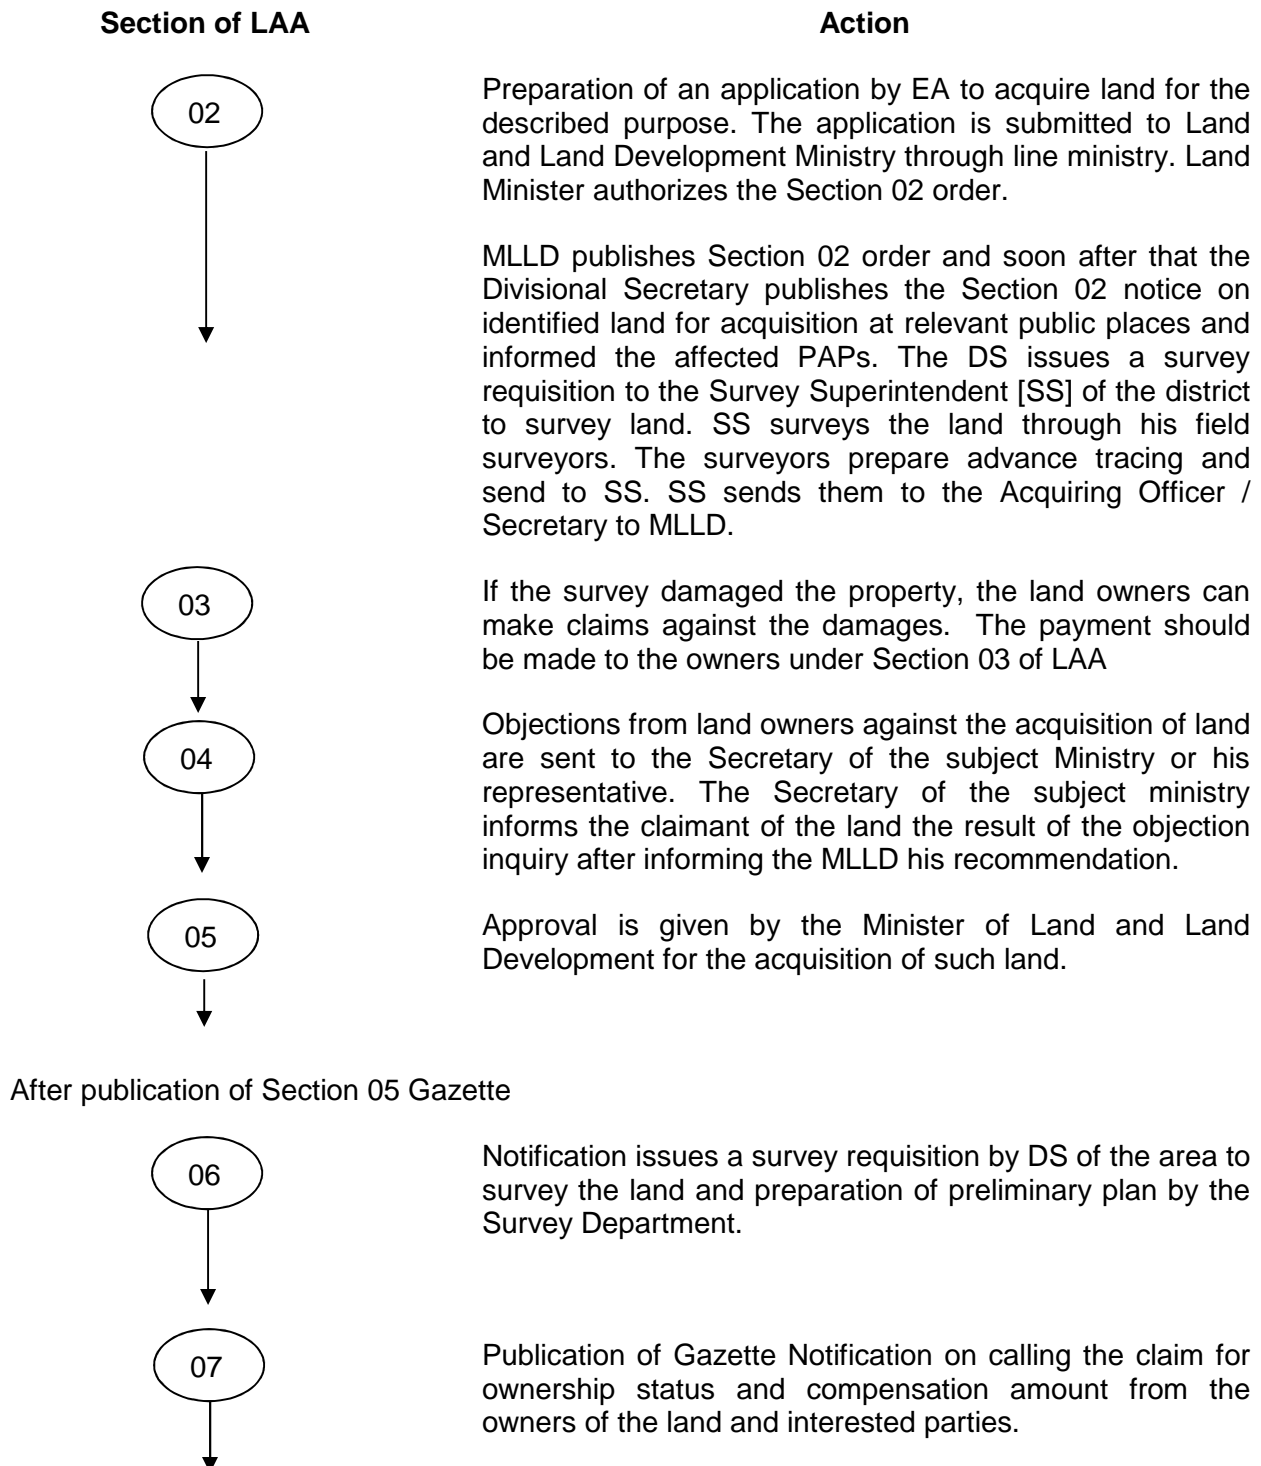 Section of LAA Action
02
Preparation of an application by EA to acquire land for the
described purpose. The application is submitted to Land
and Land Development Ministry through line ministry. Land
Minister authorizes the Section 02 order.
MLLD publishes Section 02 order and soon after that the
Divisional Secretary publishes the Section 02 notice on
identified land for acquisition at relevant public places and
informed the affected PAPs. The DS issues a survey
requisition to the Survey Superintendent [SS] of the district
to survey land. SS surveys the land through his field
surveyors. The surveyors prepare advance tracing and
send to SS. SS sends them to the Acquiring Officer /
Secretary to MLLD.
03
If the survey damaged the property, the land owners can
make claims against the damages. The payment should
be made to the owners under Section 03 of LAA
04
Objections from land owners against the acquisition of land
are sent to the Secretary of the subject Ministry or his
representative. The Secretary of the subject ministry
informs the claimant of the land the result of the objection
inquiry after informing the MLLD his recommendation.
05
Approval is given by the Minister of Land and Land
Development for the acquisition of such land.
After publication of Section 05 Gazette
06
Notification issues a survey requisition by DS of the area to
survey the land and preparation of preliminary plan by the
Survey Department.
07
Publication of Gazette Notification on calling the claim for
ownership status and compensation amount from the
owners of the land and interested parties.